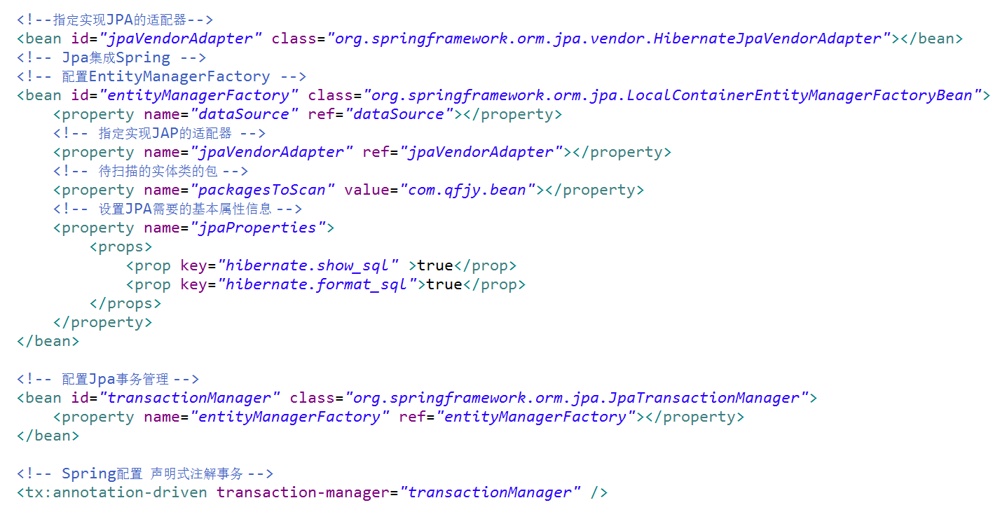 <!--指定实现JPA的适配器-->
<bean id="jpaVendorAdapter" class="org.springframework.orm.jpa.vendor.HibernateJpaVendorAdapter"></bean>
<!-- Jpa集成Spring -->
<!-- 配置EntityManagerFactory -->
<bean id="entityManagerFactory" class="org.springframework.orm.jpa.LocalContainerEntityManagerFactoryBean">
    <property name="dataSource" ref="dataSource"></property>
    <!-- 指定实现JAP的适配器 -->
    <property name="jpaVendorAdapter" ref="jpaVendorAdapter"></property>
    <!-- 待扫描的实体类的包 -->
    <property name="packagesToScan" value="com.qfjy.bean"></property>
    <!-- 设置JPA需要的基本属性信息 -->
    <property name="jpaProperties">
        <props>
            <prop key="hibernate.show_sql" >true</prop>
            <prop key="hibernate.format_sql">true</prop>
        </props>
    </property>
</bean>

<!-- 配置Jpa事务管理 -->
<bean id="transactionManager" class="org.springframework.orm.jpa.JpaTransactionManager">
    <property name="entityManagerFactory" ref="entityManagerFactory"></property>
</bean>

<!-- Spring配置 声明式注解事务 -->
<tx:annotation-driven transaction-manager="transactionManager" />